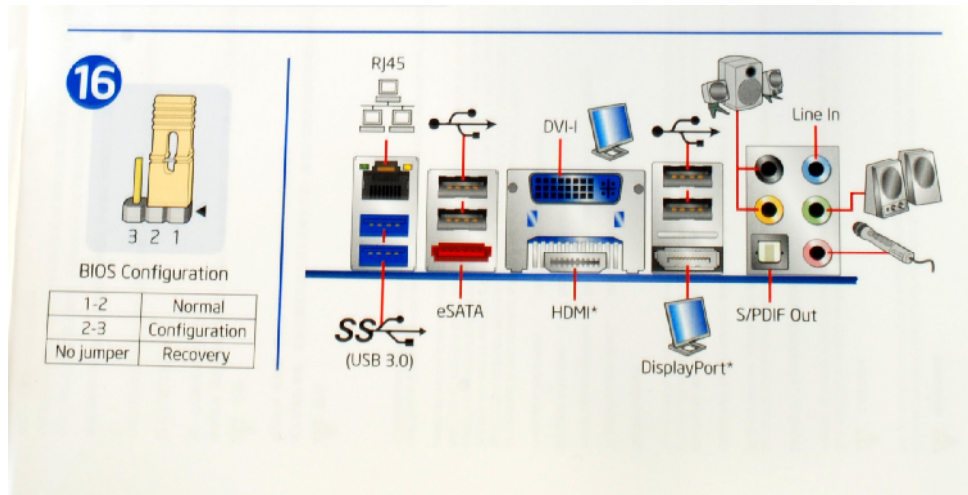 16
3 2 1
BIOS Configuration
1-2 Normal
2-3 Configuration
No jumper Recovery
RJ45
DVI-I
Line In
eSATA
HDMI*
S/PDIF Out
SS
(USB 3.0)
DisplayPort*